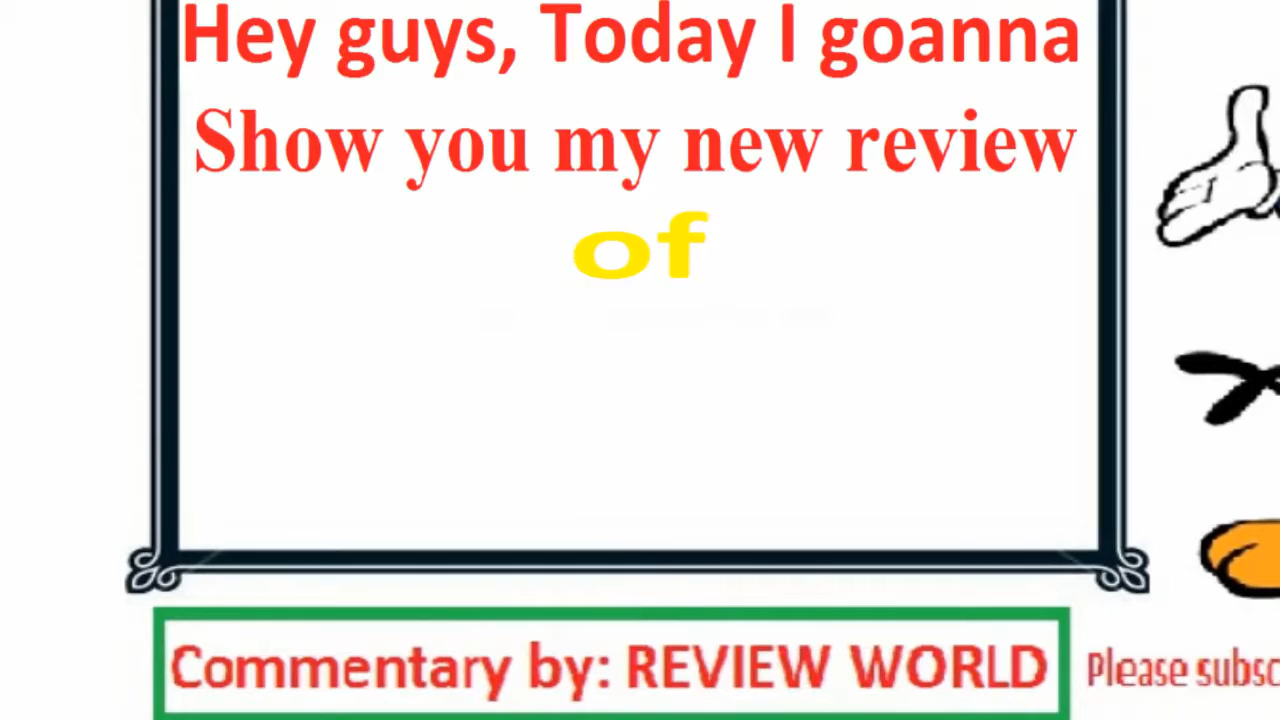 Hey guys, Today I goanna
Show you my new review
of
Commentary by: REVIEW WORLD
Please subsc